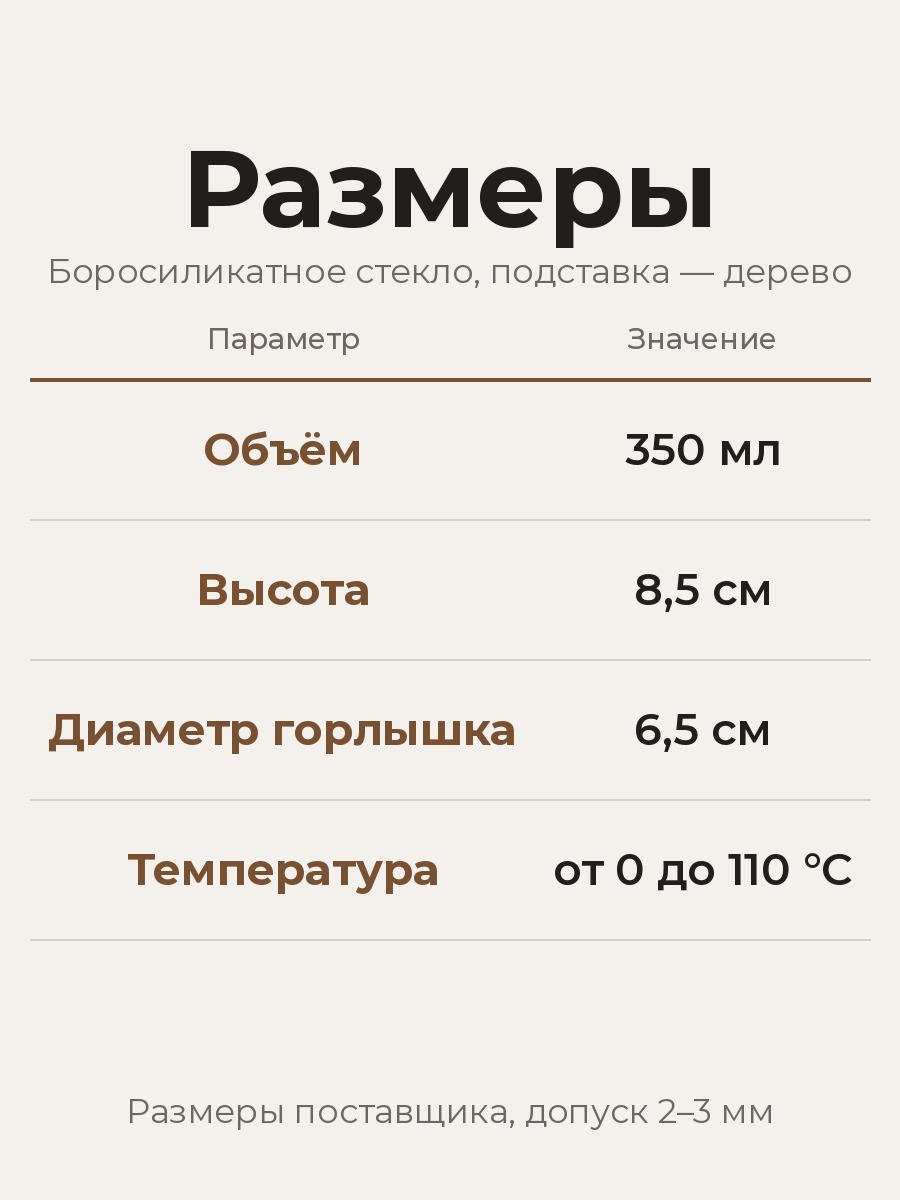 Размеры
Боросиликатное стекло, подставка — дерево
Параметр Значение
Объём 350 мл
Высота 8,5 см
Диаметр горлышка 6,5 см
Температура от 0 до 110 °C
Размеры поставщика, допуск 2–3 мм